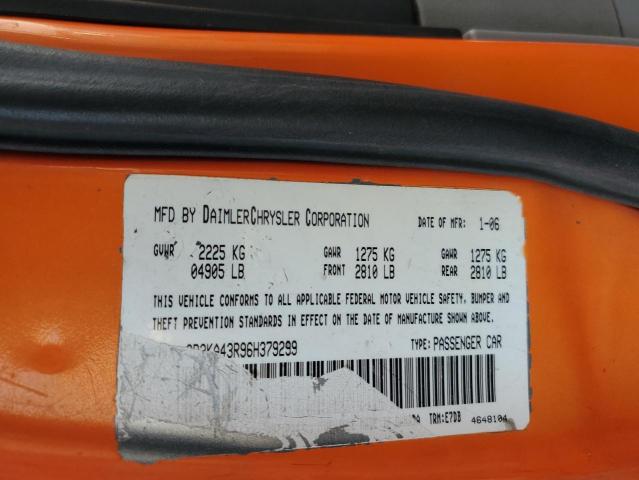 MFD BY DAIMLERCHRYSLER CORPORATION DATE OF MFR: 1-06
GVWR 2225 KG GAWR 1275 KG GAWR 1275 KG
04905 LB FRONT 2810 LB REAR 2810 LB
THIS VEHICLE CONFORMS TO ALL APPLICABLE FEDERAL MOTOR VEHICLE SAFETY, BUMPER AND
THEFT PREVENTION STANDARDS IN EFFECT ON THE DATE OF MANUFACTURE SHOWN ABOVE.
KA43R96H379299 TYPE: PASSENGER CAR
TRM:E7DB 4648104